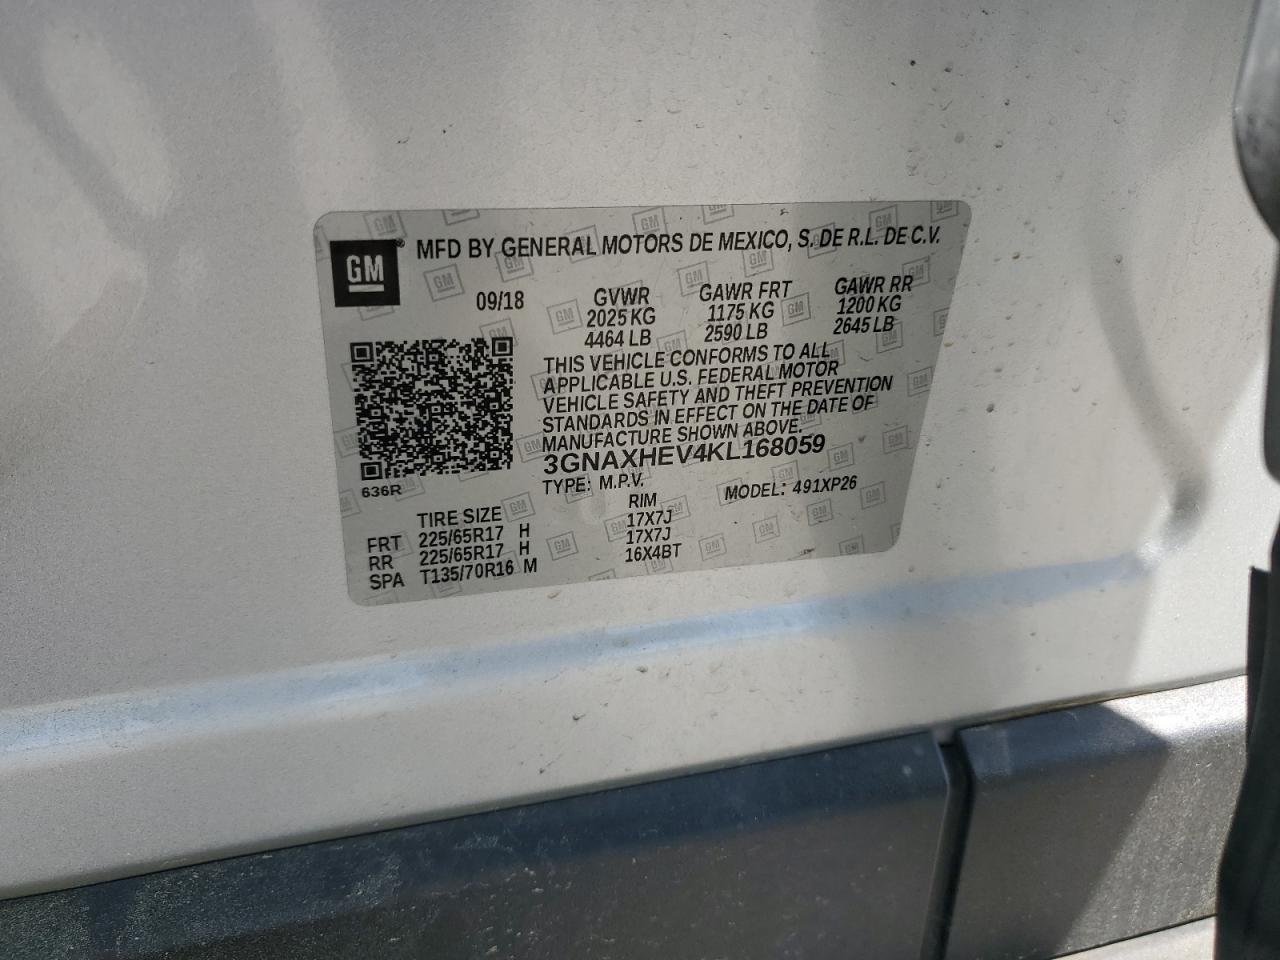 GM® MFD BY GENERAL MOTORS DE MEXICO, S. DE R.L. DE C.V.
09/18 GVWR GAWR FRT GAWR RR
2025 KG 1175 KG 1200 KG
4464 LB 2590 LB 2645 LB
THIS VEHICLE CONFORMS TO ALL
APPLICABLE U.S. FEDERAL MOTOR
VEHICLE SAFETY AND THEFT PREVENTION
STANDARDS IN EFFECT ON THE DATE OF
MANUFACTURE SHOWN ABOVE.
3GNAXHEV4KL168059
636R
TYPE: M.P.V. MODEL: 491XP26
TIRE SIZE RIM
FRT 225/65R17 H 17X7J
RR 225/65R17 H 17X7J
SPA T135/70R16 M 16X4BT